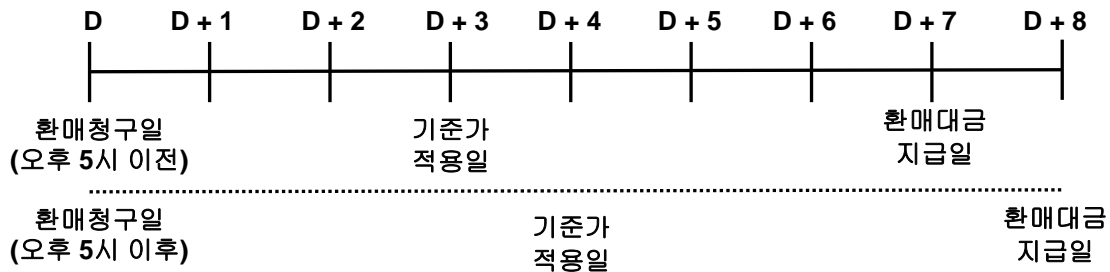 D D + 1 D + 2 D + 3 D + 4 D + 5 D + 6 D + 7 D + 8
환매청구일
(오후 5시 이전)
기준가
적용일
환매대금
지급일
환매청구일
(오후 5시 이후)
기준가
적용일
환매대금
지급일